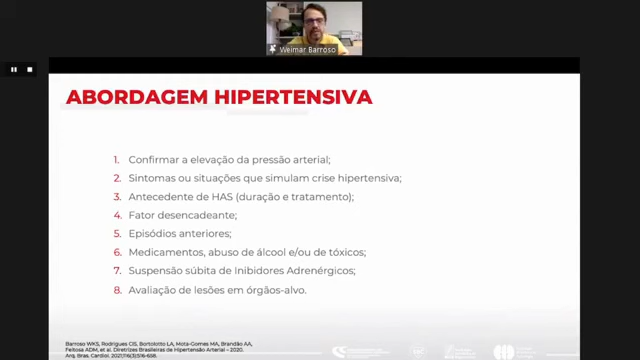 Weimar Barroso
ABORDAGEM HIPERTENSIVA
1. Confirmar a elevação da pressão arterial;
2. Sintomas ou situações que simulam crise hipertensiva;
3. Antecedente de HAS (duração e tratamento);
4. Fator desencadeante;
5. Episódios anteriores;
6. Medicamentos, abuso de álcool e/ou de tóxicos;
7. Suspensão súbita de Inibidores Adrenérgicos;
8. Avaliação de lesões em órgãos-alvo.
Barroso WKS, Rodrigues CIS, Bortolotto LA, Mota-Gomes MA, Brandão AA,
Feitosa ADM, et al. Diretrizes Brasileiras de Hipertensão Arterial – 2020.
Arq. Bras. Cardiol. 2021;116(3):516-658.